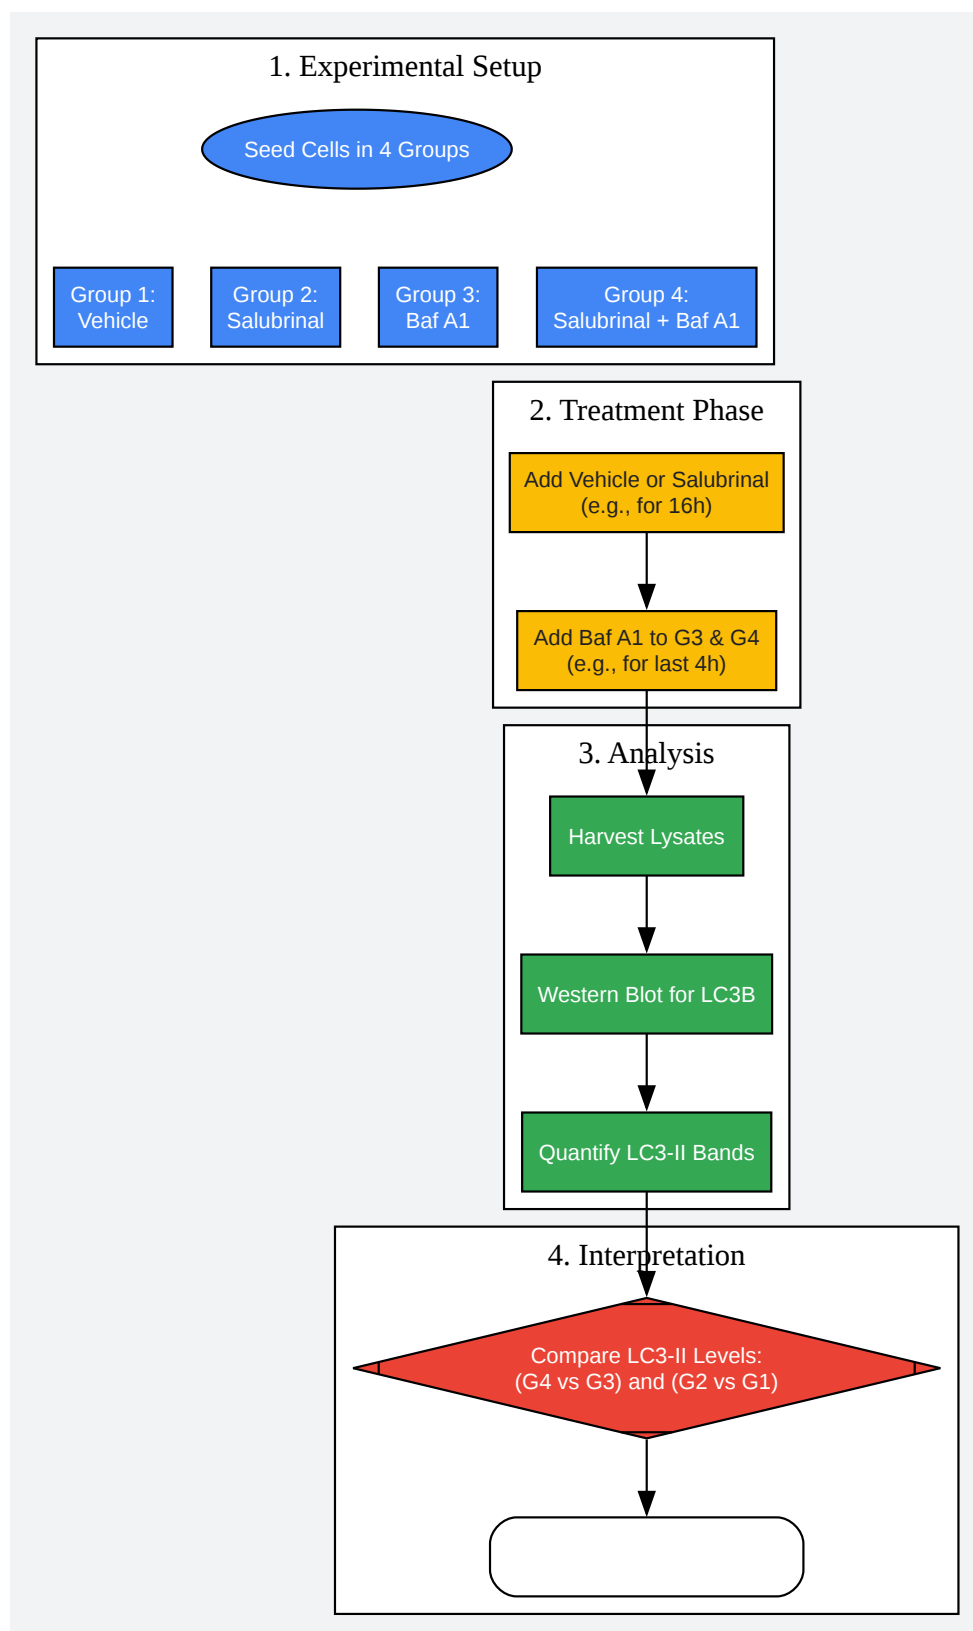 1. Experimental Setup
Seed Cells in 4 Groups
Group 1:
Vehicle
Group 2:
Salubrinal
Group 3:
Baf A1
Group 4:
Salubrinal + Baf A1
2. Treatment Phase
Add Vehicle or Salubrinal
(e.g., for 16h)
Add Baf A1 to G3 & G4
(e.g., for last 4h)
3. Analysis
Harvest Lysates
Western Blot for LC3B
Quantify LC3-II Bands
4. Interpretation
Compare LC3-II Levels:
(G4 vs G3) and (G2 vs G1)